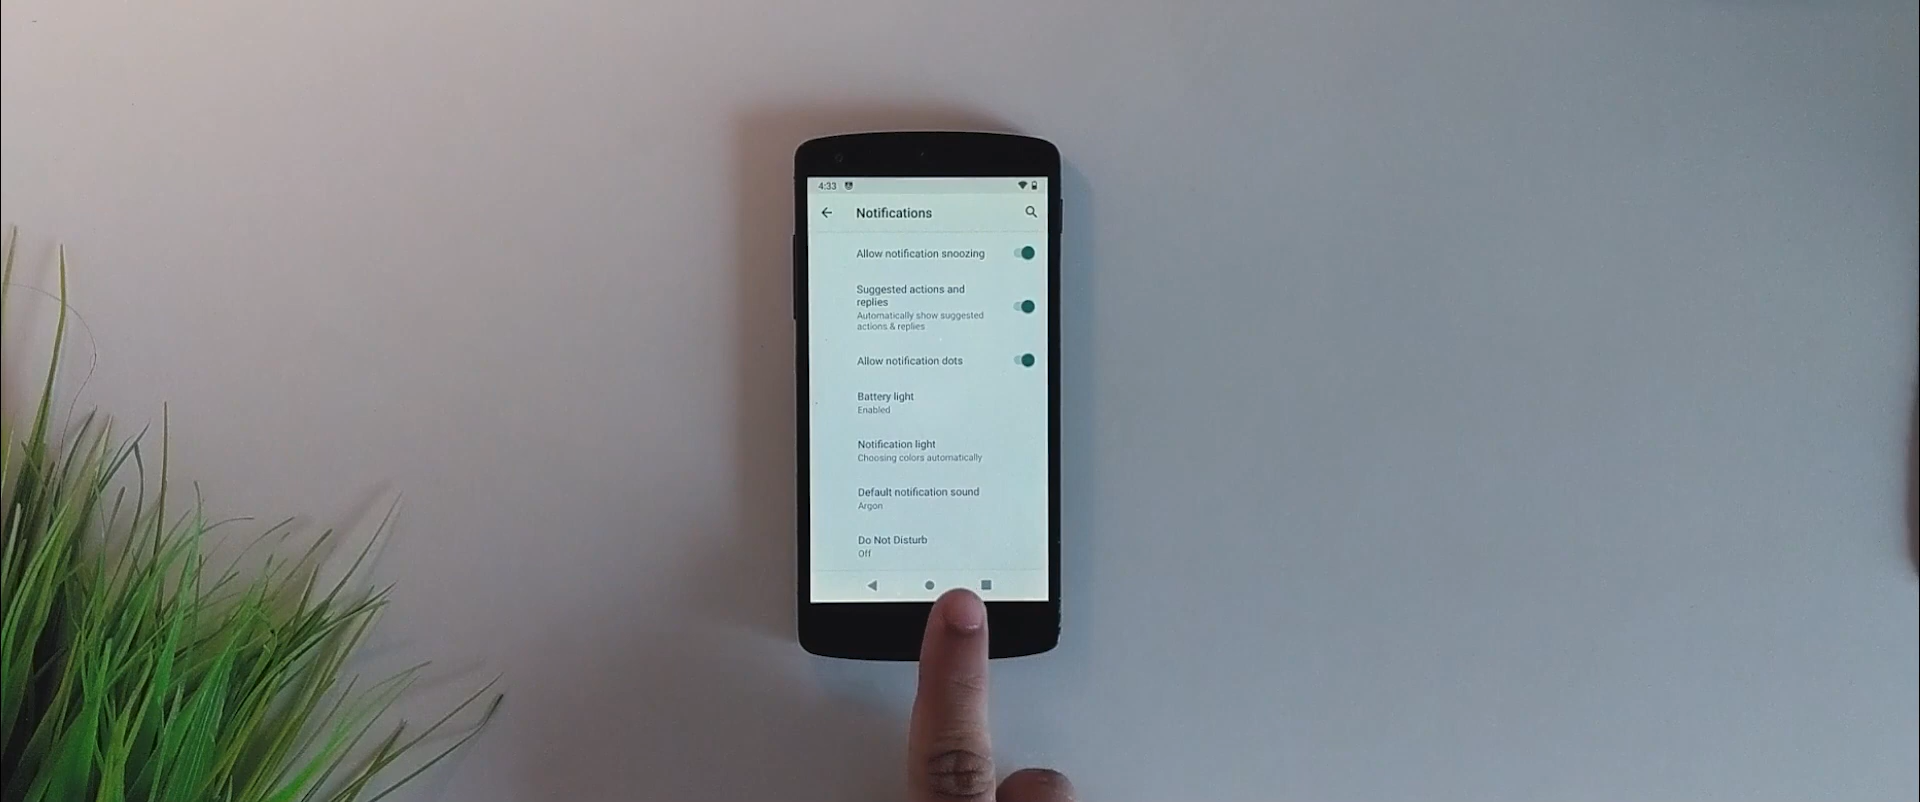 4:33
Notifications
Allow notification snoozing
Suggested actions and
replies
Automatically show suggested
actions & replies
Allow notification dots
Battery light
Enabled
Notification light
Choosing colors automatically
Default notification sound
Argon
Do Not Disturb
Off